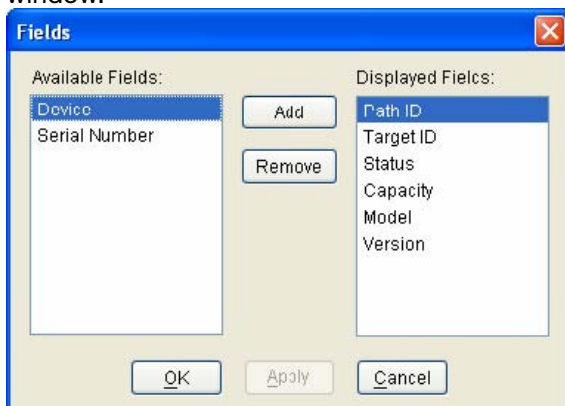 window.
Fields
Available Fields:
Device
Serial Number
Add
Remove
Displayed Fields:
Path ID
Target ID
Status
Capacity
Model
Version
OK
Apply
Cancel